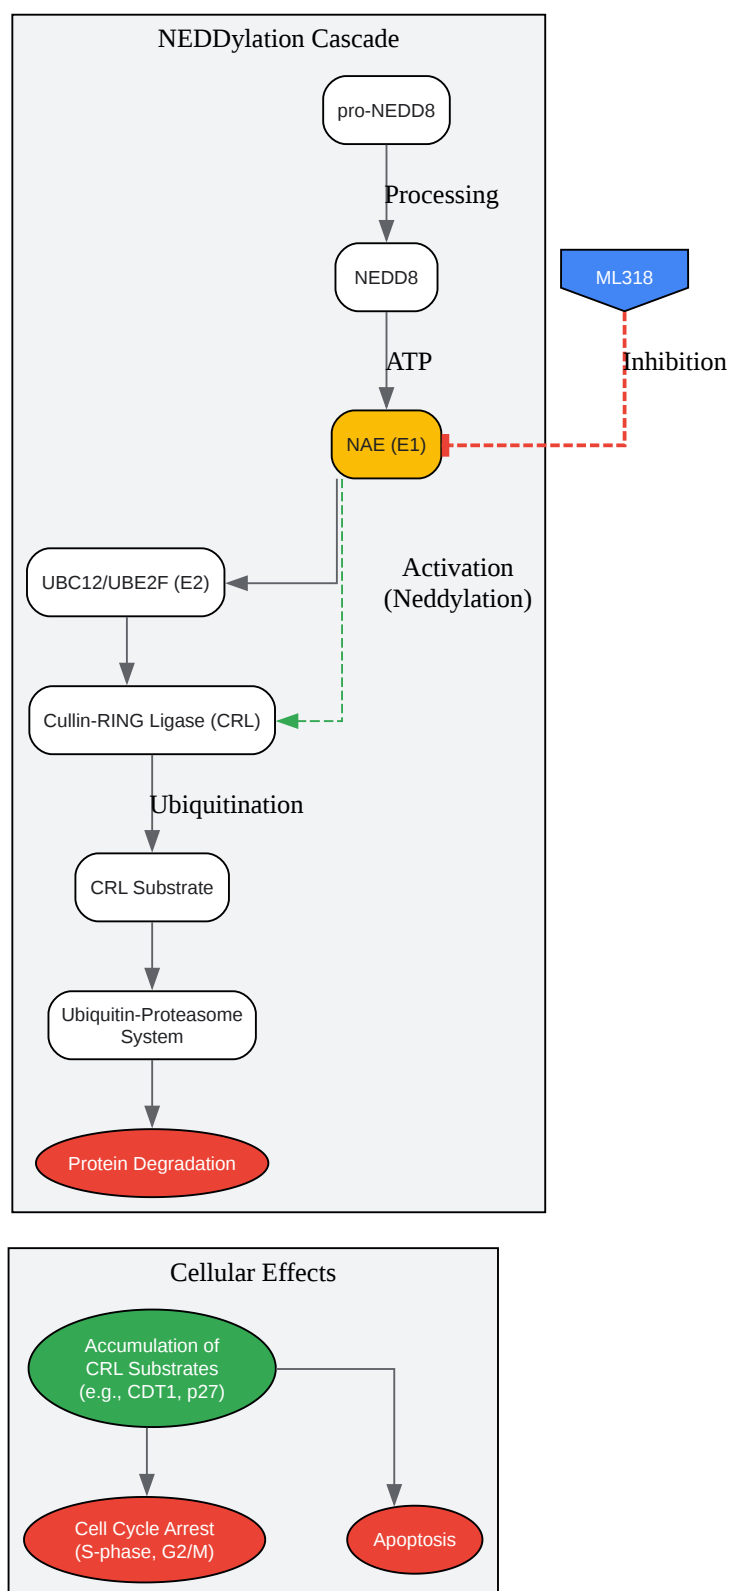 NEDDylation Cascade
pro-NEDD8
Processing
NEDD8
ML318
ATP
Inhibition
NAE (E1)
Activation
(Neddylation)
UBC12/UBE2F (E2)
Cullin-RING Ligase (CRL)
Ubiquitination
CRL Substrate
Ubiquitin-Proteasome
System
Protein Degradation
Cellular Effects
Accumulation of
CRL Substrates
(e.g., CDT1, p27)
Cell Cycle Arrest
(S-phase, G2/M)
Apoptosis